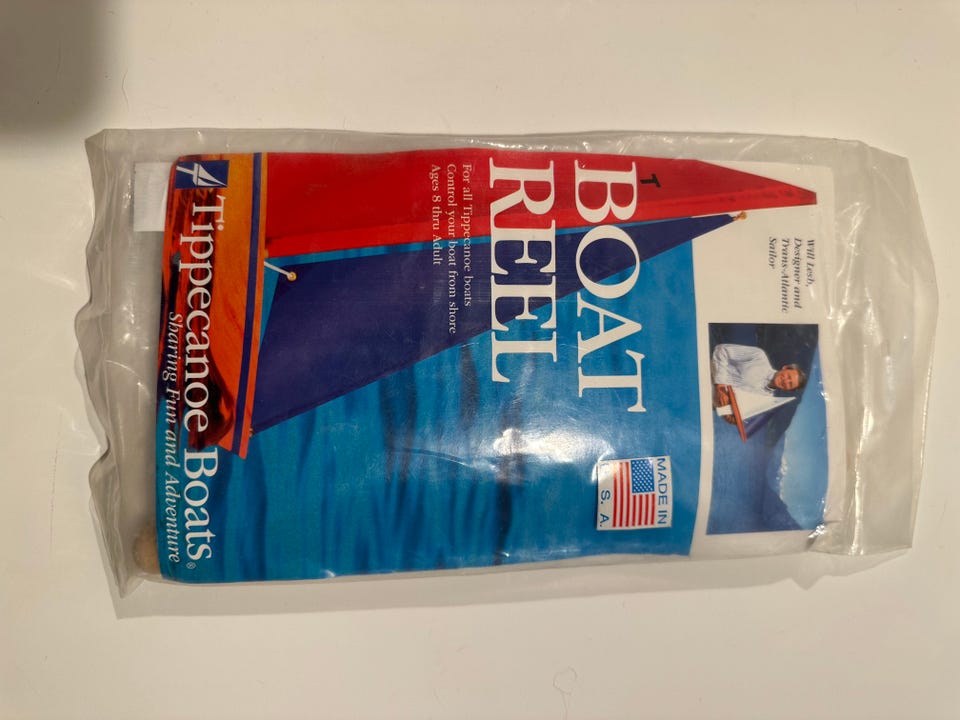 Will Lesh,
Designer and
Trans-Atlantic
Sailor
T
BOAT
REEL
For all Tippecanoe boats
Control your boat from shore
Ages 8 thru Adult
MADE IN
U. S. A.
Tippecanoe Boats®
Sharing Fun and Adventure